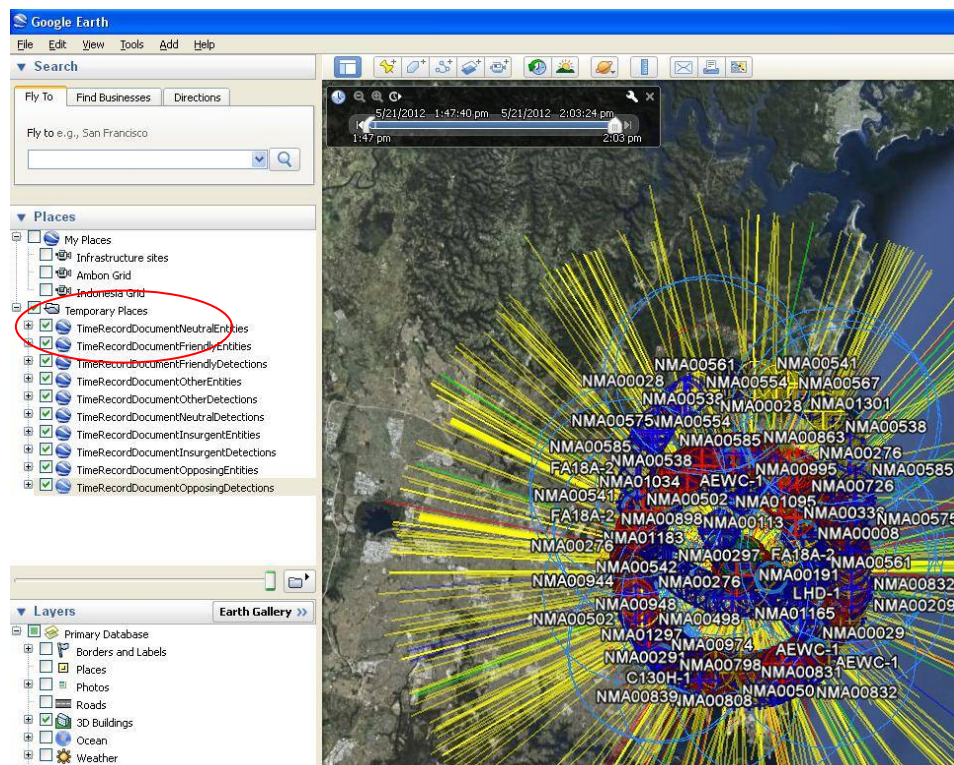 Google Earth
File Edit View Tools Add Help
Search
Fly To Find Businesses Directions
Fly to e.g., San Francisco
Places
My Places
Infrastructure sites
Ambon Grid
Indonesia Grid
Temporary Places
TimeRecordDocumentNeutralEntities
TimeRecordDocumentFriendlyEntities
TimeRecordDocumentFriendlyDetections
TimeRecordDocumentOtherEntities
TimeRecordDocumentOtherDetections
TimeRecordDocumentNeutralDetections
TimeRecordDocumentInsurgentEntities
TimeRecordDocumentInsurgentDetections
TimeRecordDocumentOpposingEntities
TimeRecordDocumentOpposingDetections
Layers Earth Gallery >>
Primary Database
Borders and Labels
Places
Photos
Roads
3D Buildings
Ocean
Weather
5/21/2012 1:47:40 pm 5/21/2012 2:03:24 pm
1:47 pm 2:03 pm
NMA00561 NMA00541
NMA00028 NMA00554 NMA00567
NMA00538 NMA00028 NMA01301
NMA00575 NMA00554 NMA00538
NMA00585 NMA00585 NMA00863 NMA00276
FA18A-2 NMA00538 NMA00995 NMA00585
NMA01034 AEWC-1 NMA00726
NMA00541 NMA00502 NMA01095
FA18A-2 NMA00898 NMA00113 NMA00575
NMA00276 NMA01183 NMA00008
NMA00542 NMA00297 FA18A-2 NMA00561
NMA00944 NMA00276 NMA00191 NMA00832
NMA00948 LHD-1 NMA00209
NMA00502 NMA00498 NMA01165
NMA01297 NMA00974 NMA00029
NMA00291 NMA00798 AEWC-1 AEWC-1
C130H-1 NMA00831
NMA00839 NMA00808 NMA0050 NMA00832